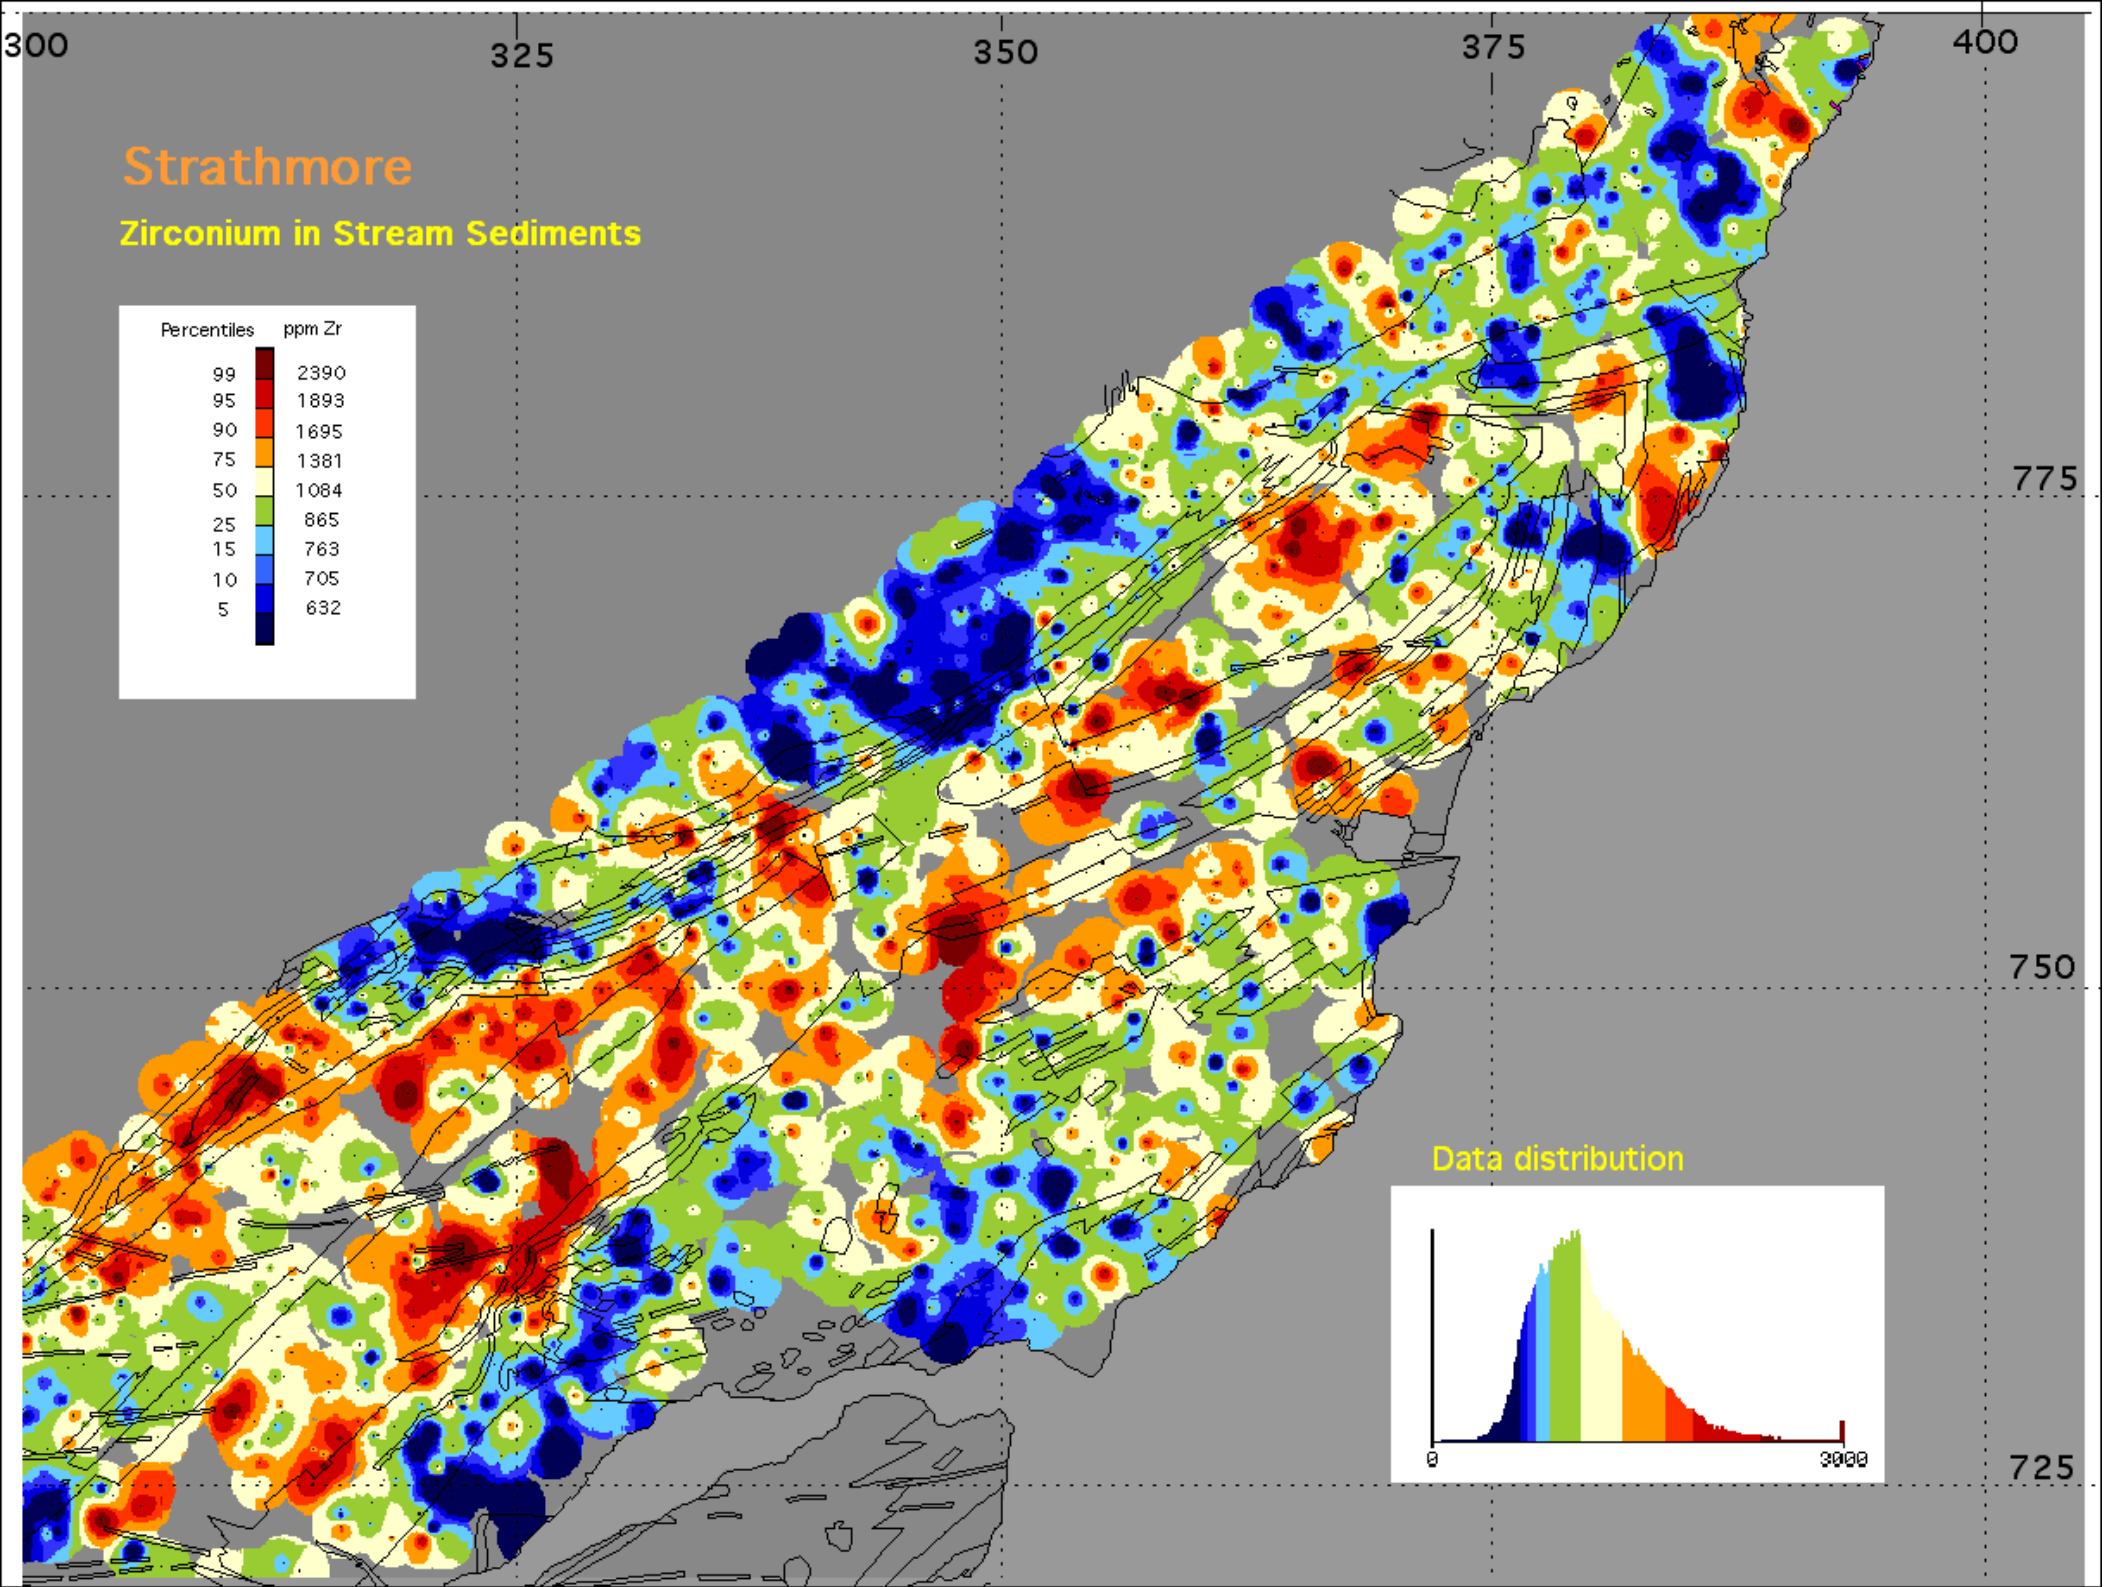 300 325 350 375 400
Strathmore
Zirconium in Stream Sediments
Percentiles ppm Zr
99 2390
95 1893
90 1695
75 1381
50 1084
25 865
15 763
10 705
5 632
775
750
Data distribution
0 3000
725